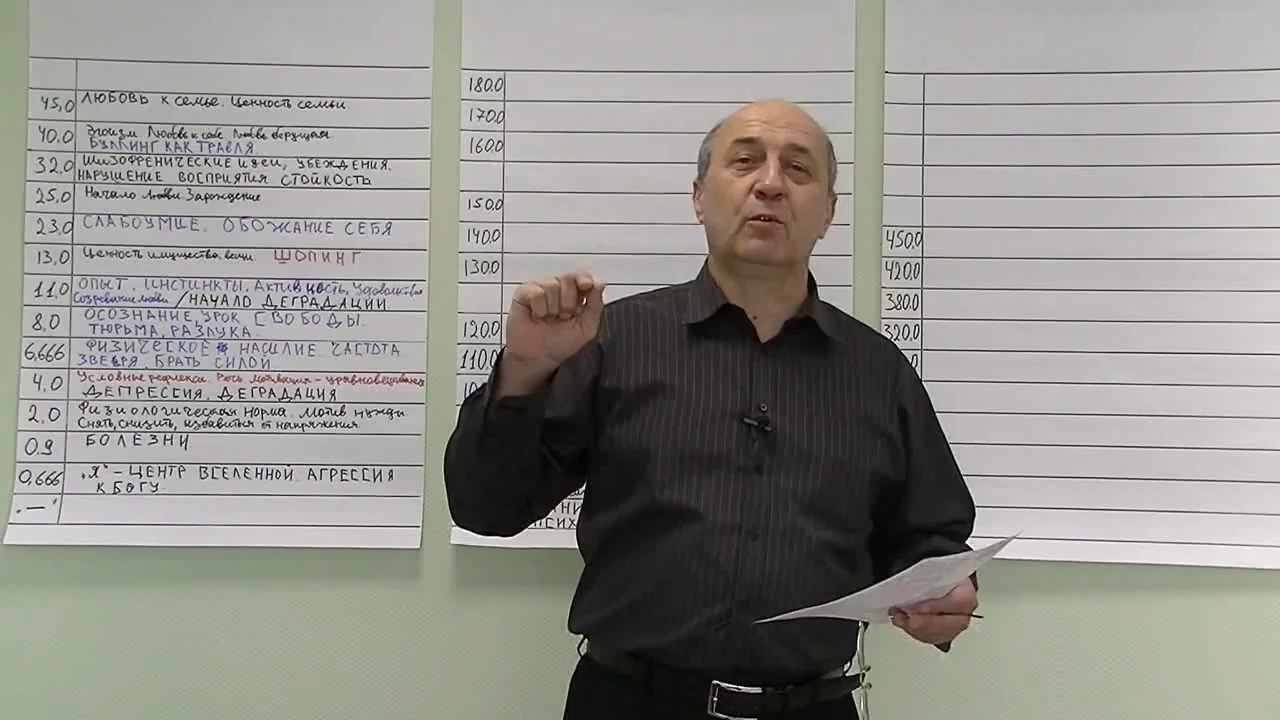 45,0 ЛЮБОВЬ К СЕМЬЕ. Ценность семьи
40,0 Эгоизм Любовь к себе Любовь берущая
БУЛЛИНГ КАК ТРАВЛЯ
32,0 ШИЗОФРЕНИЧЕСКИЕ ИДЕИ, УБЕЖДЕНИЯ.
НАРУШЕНИЕ ВОСПРИЯТИЯ СТОЙКОСТЬ
25,0 Начало Любви. Зарождение
23,0 СЛАБОУМИЕ. ОБОЖАНИЕ СЕБЯ
13,0 Ценность имущества, вещи ШОПИНГ
11,0 ОПЫТ. ИНСТИНКТЫ. АКТИВНОСТЬ, Удовольствия
Созревание любви / НАЧАЛО ДЕГРАДАЦИИ
8,0 ОСОЗНАНИЕ, УРОК СВОБОДЫ.
ТЮРЬМА, РАЗЛУКА.
6,666 ФИЗИЧЕСКОЕ НАСИЛИЕ ЧАСТОТА
ЗВЕРЯ, БРАТЬ СИЛОЙ
4,0 Условные рефлексы. Речь мотивация -
ДЕПРЕССИЯ, ДЕГРАДАЦИЯ
2,0 Физиологическая норма. Мотив нужды.
Снять, снизить, избавиться от напряжения
0,9 БОЛЕЗНИ
0,666 "Я" - ЦЕНТР ВСЕЛЕННОЙ АГРЕССИЯ
К БОГУ
180,0
170,0
160,0
150,0
140,0
130,0
120,0
110,0
450,0
420,0
380,0
320,0